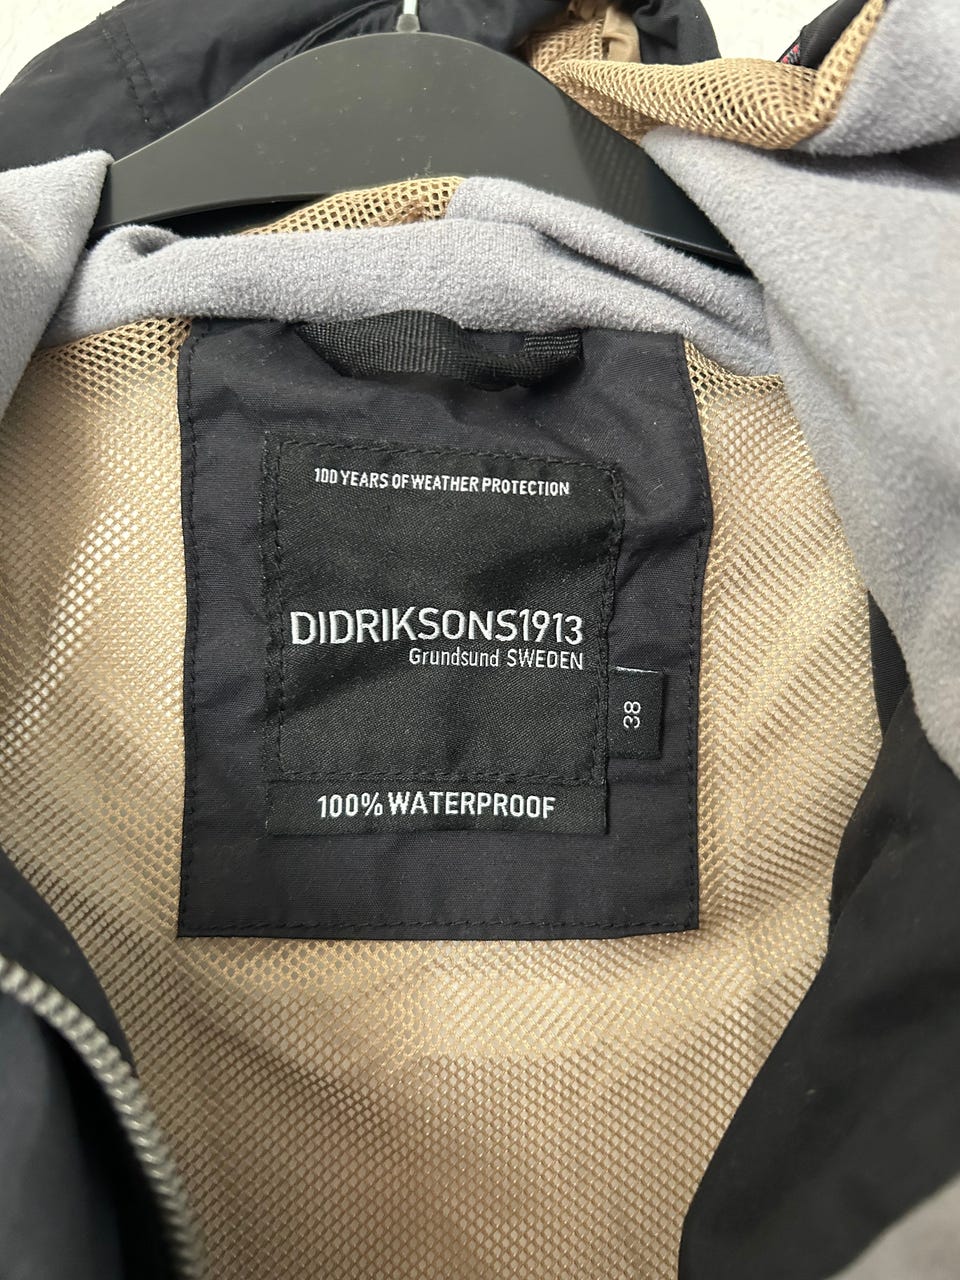 100 YEARS OF WEATHER PROTECTION
DIDRIKSONS1913
Grundsund SWEDEN
38
100% WATERPROOF